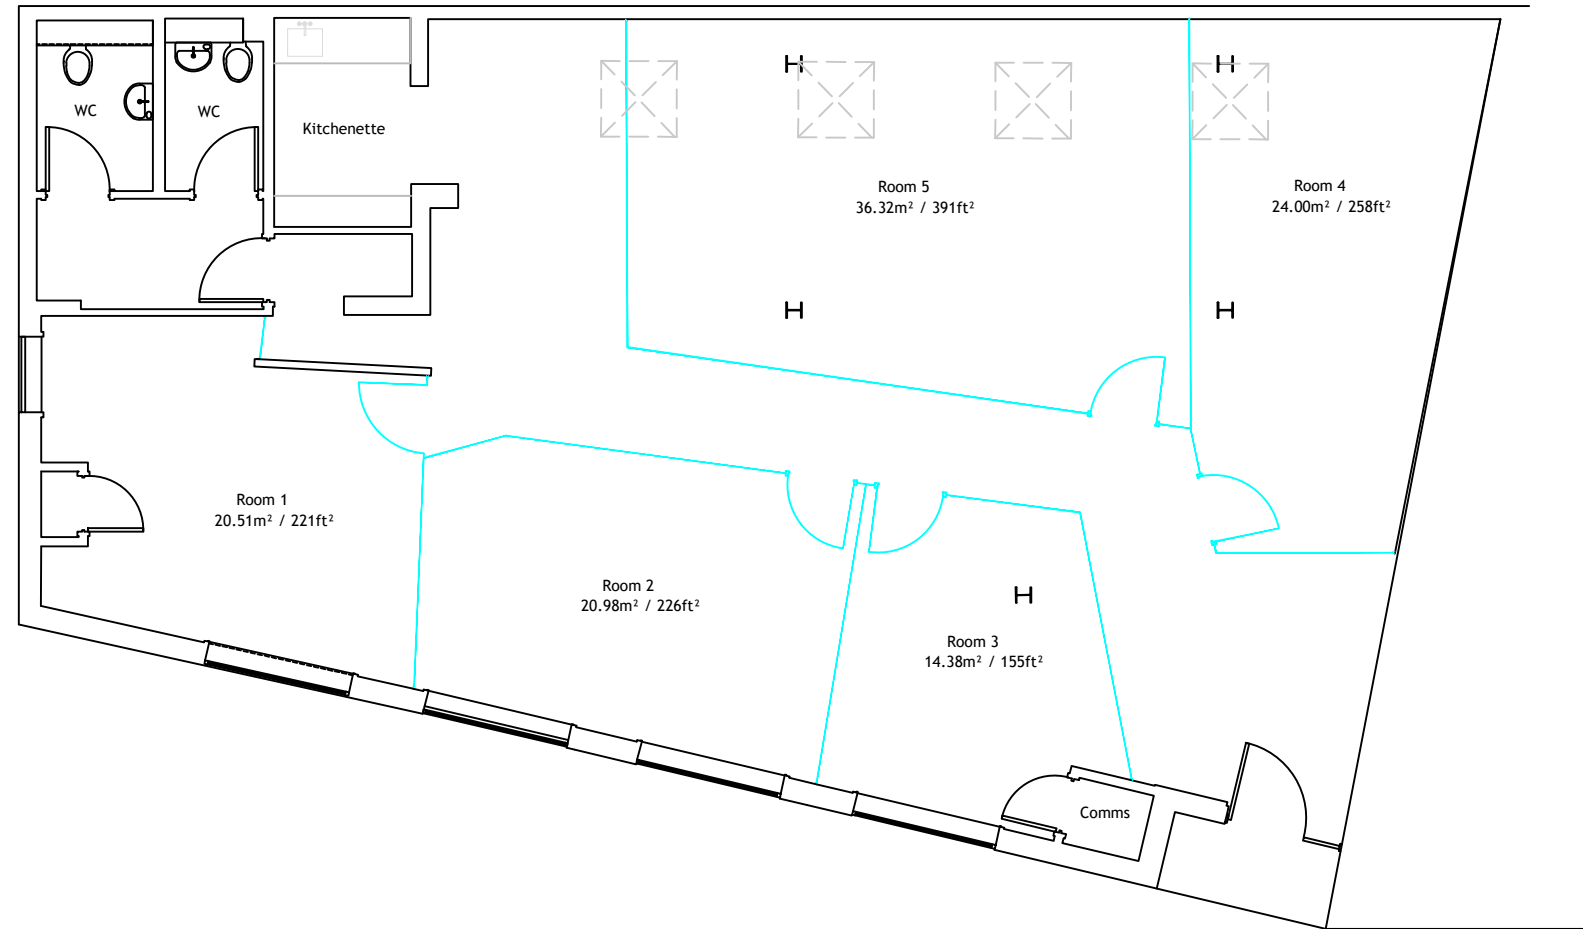 WC
WC
Kitchenette
Room 5
36.32m² / 391ft²
Room 4
24.00m² / 258ft²
Room 1
20.51m² / 221ft²
Room 2
20.98m² / 226ft²
Room 3
14.38m² / 155ft²
Comms